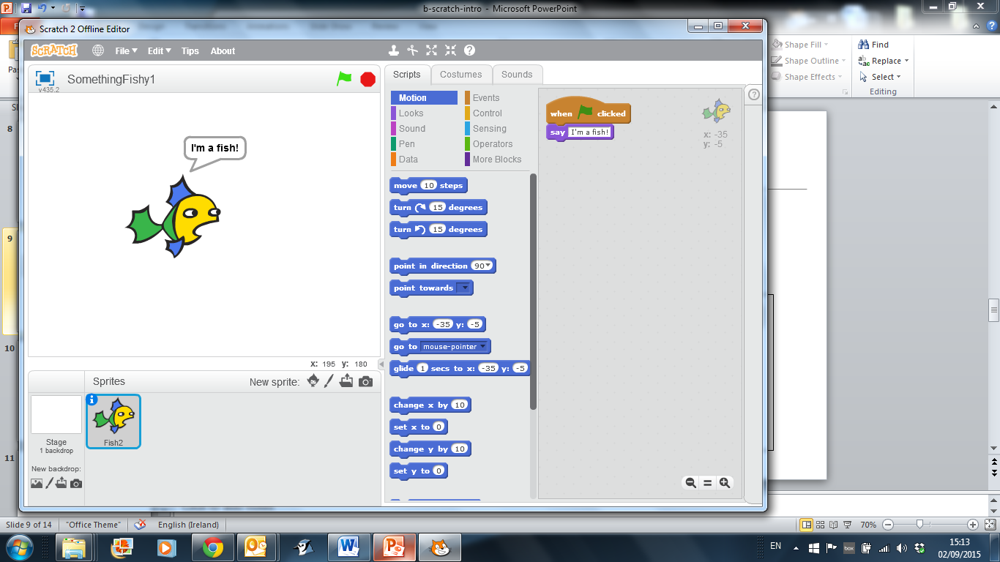 b-scratch-intro - Microsoft PowerPoint
Scratch 2 Offline Editor
SCRATCH File Edit Tips About
SomethingFishy1
v435.2
I'm a fish!
x: 195 y: 180
Sprites New sprite:
Stage
1 backdrop
New backdrop:
Fish2
Scripts Costumes Sounds
Motion Events
Looks Control
Sound Sensing
Pen Operators
Data More Blocks
move 10 steps
turn 15 degrees
turn 15 degrees
point in direction 90
point towards
go to x: -35 y: -5
go to mouse-pointer
glide 1 secs to x: -35 y: -5
change x by 10
set x to 0
change y by 10
set y to 0
when clicked
say I'm a fish!
x: -35
y: -5
Shape Fill
Shape Outline
Shape Effects
Find
Replace
Select
Editing
8
9
10
11
Slide 9 of 14 "Office Theme" English (Ireland) 70%
EN 15:13
02/09/2015